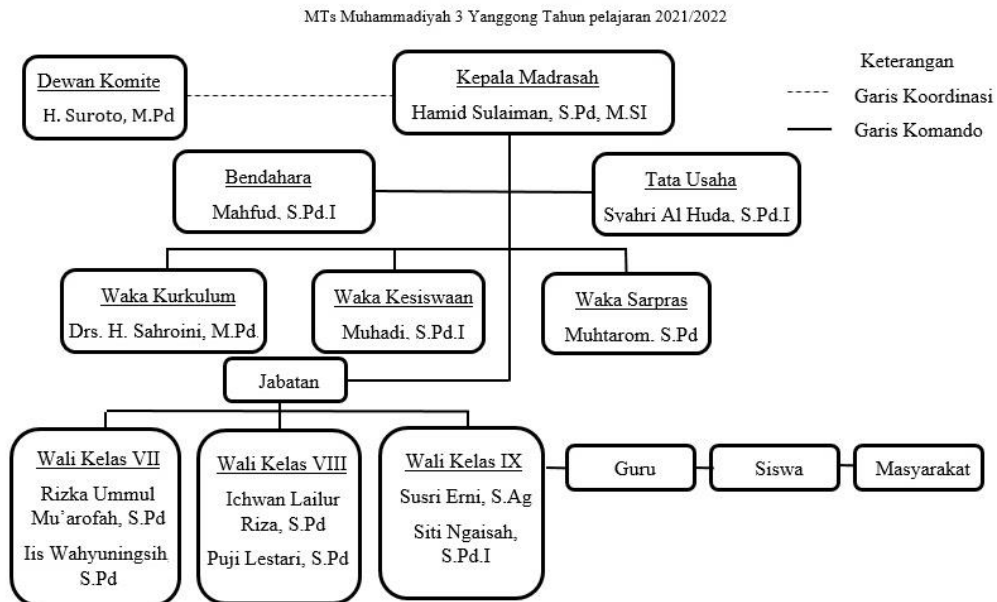 MTs Muhammadiyah 3 Yanggong Tahun pelajaran 2021/2022
Dewan Komite
H. Suroto, M.Pd
Kepala Madrasah
Hamid Sulaiman, S.Pd, M.SI
Keterangan
Garis Koordinasi
Garis Komando
Bendahara
Mahfud, S.Pd.I
Tata Usaha
Syahri Al Huda, S.Pd.I
Waka Kurkulum
Drs. H. Sahroini, M.Pd.
Waka Kesiswaan
Muhadi, S.Pd.I
Waka Sarpras
Muhtarom, S.Pd
Jabatan
Wali Kelas VII
Rizka Ummul
Mu’arofah, S.Pd
Iis Wahyuningsih
S.Pd
Wali Kelas VIII
Ichwan Lailur
Riza, S.Pd
Puji Lestari, S.Pd
Wali Kelas IX
Susri Erni, S.Ag
Siti Ngaisah,
S.Pd.I
Guru
Siswa
Masyarakat